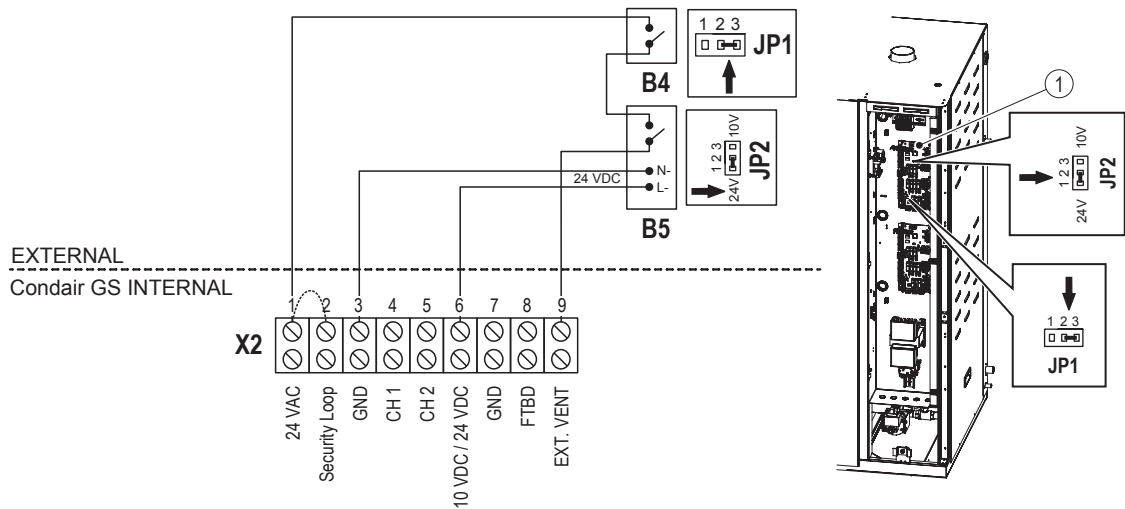 1 2 3
JP1
B4
1 2 3
10V
24V
JP2
24 VDC
N-
L-
B5
EXTERNAL
Condair GS INTERNAL
X2
1 2 3 4 5 6 7 8 9
24 VAC
Security Loop
GND
CH 1
CH 2
10 VDC / 24 VDC
GND
FTBD
EXT. VENT
1
1 2 3
10V
24V
JP2
1 2 3
JP1